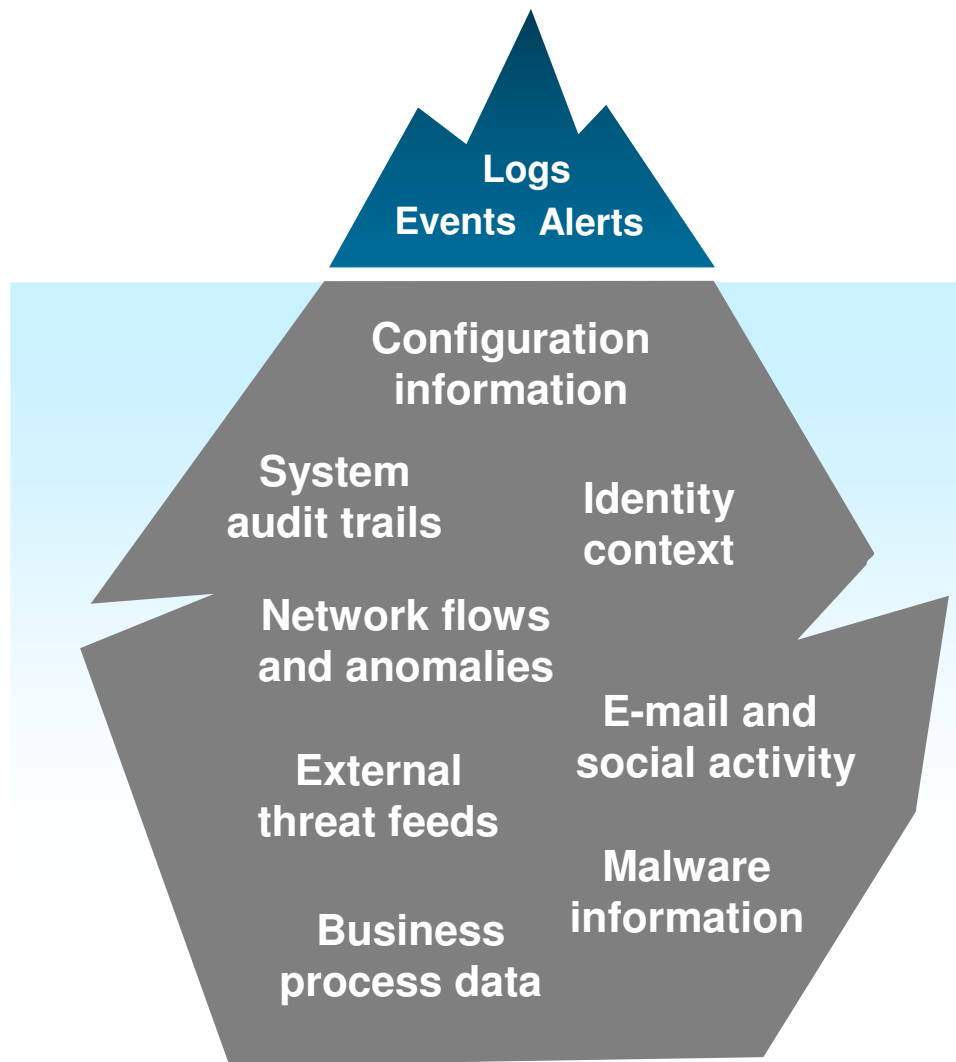 Logs
Events Alerts
Configuration
information
System
audit trails
Identity
context
Network flows
and anomalies
E-mail and
social activity
External
threat feeds
Malware
information
Business
process data